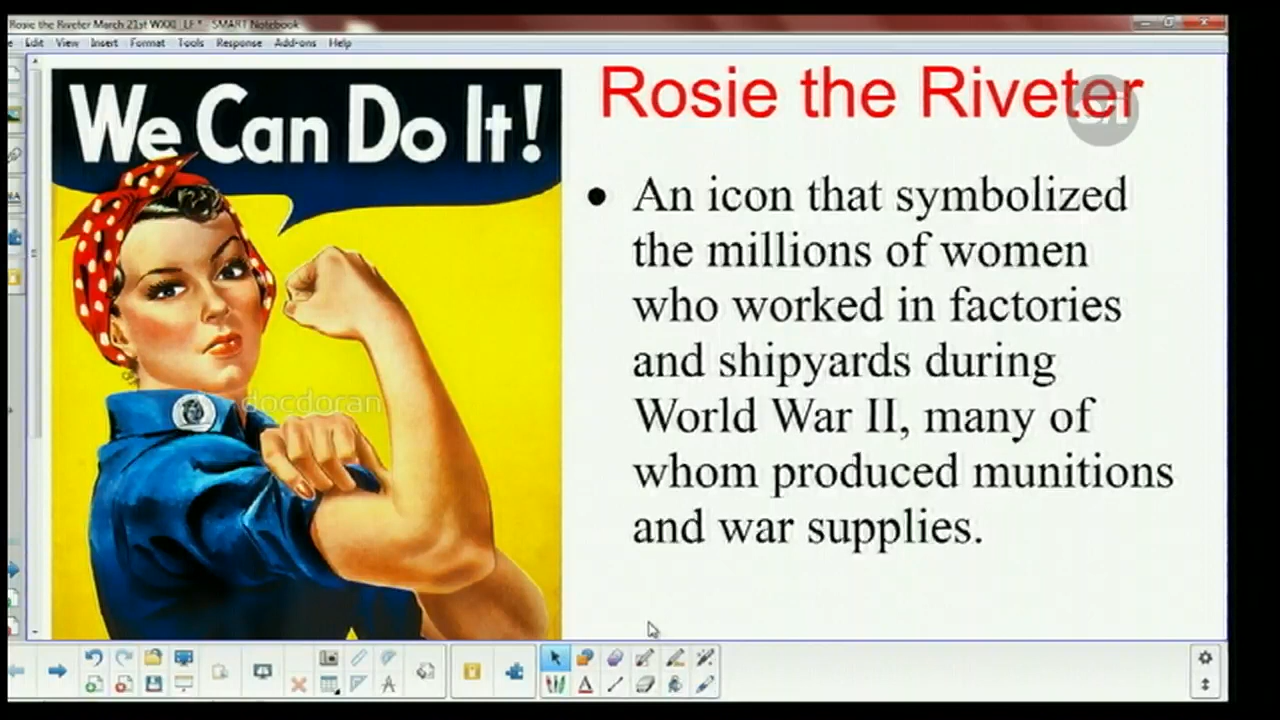 Rosie the Riveter March 21st WXXI_LF * - SMART Notebook
Edit View Insert Format Tools Response Add-ons Help
We Can Do It!
docdoran
Rosie the Riveter
• An icon that symbolized
the millions of women
who worked in factories
and shipyards during
World War II, many of
whom produced munitions
and war supplies.